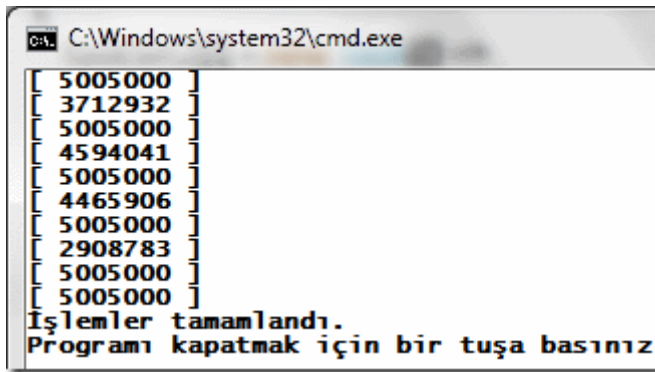 C:\Windows\system32\cmd.exe
[ 5005000 ]
[ 3712932 ]
[ 5005000 ]
[ 4594041 ]
[ 5005000 ]
[ 4465906 ]
[ 5005000 ]
[ 2908783 ]
[ 5005000 ]
[ 5005000 ]
İşlemler tamamlandı.
Programı kapatmak için bir tuşa basınız